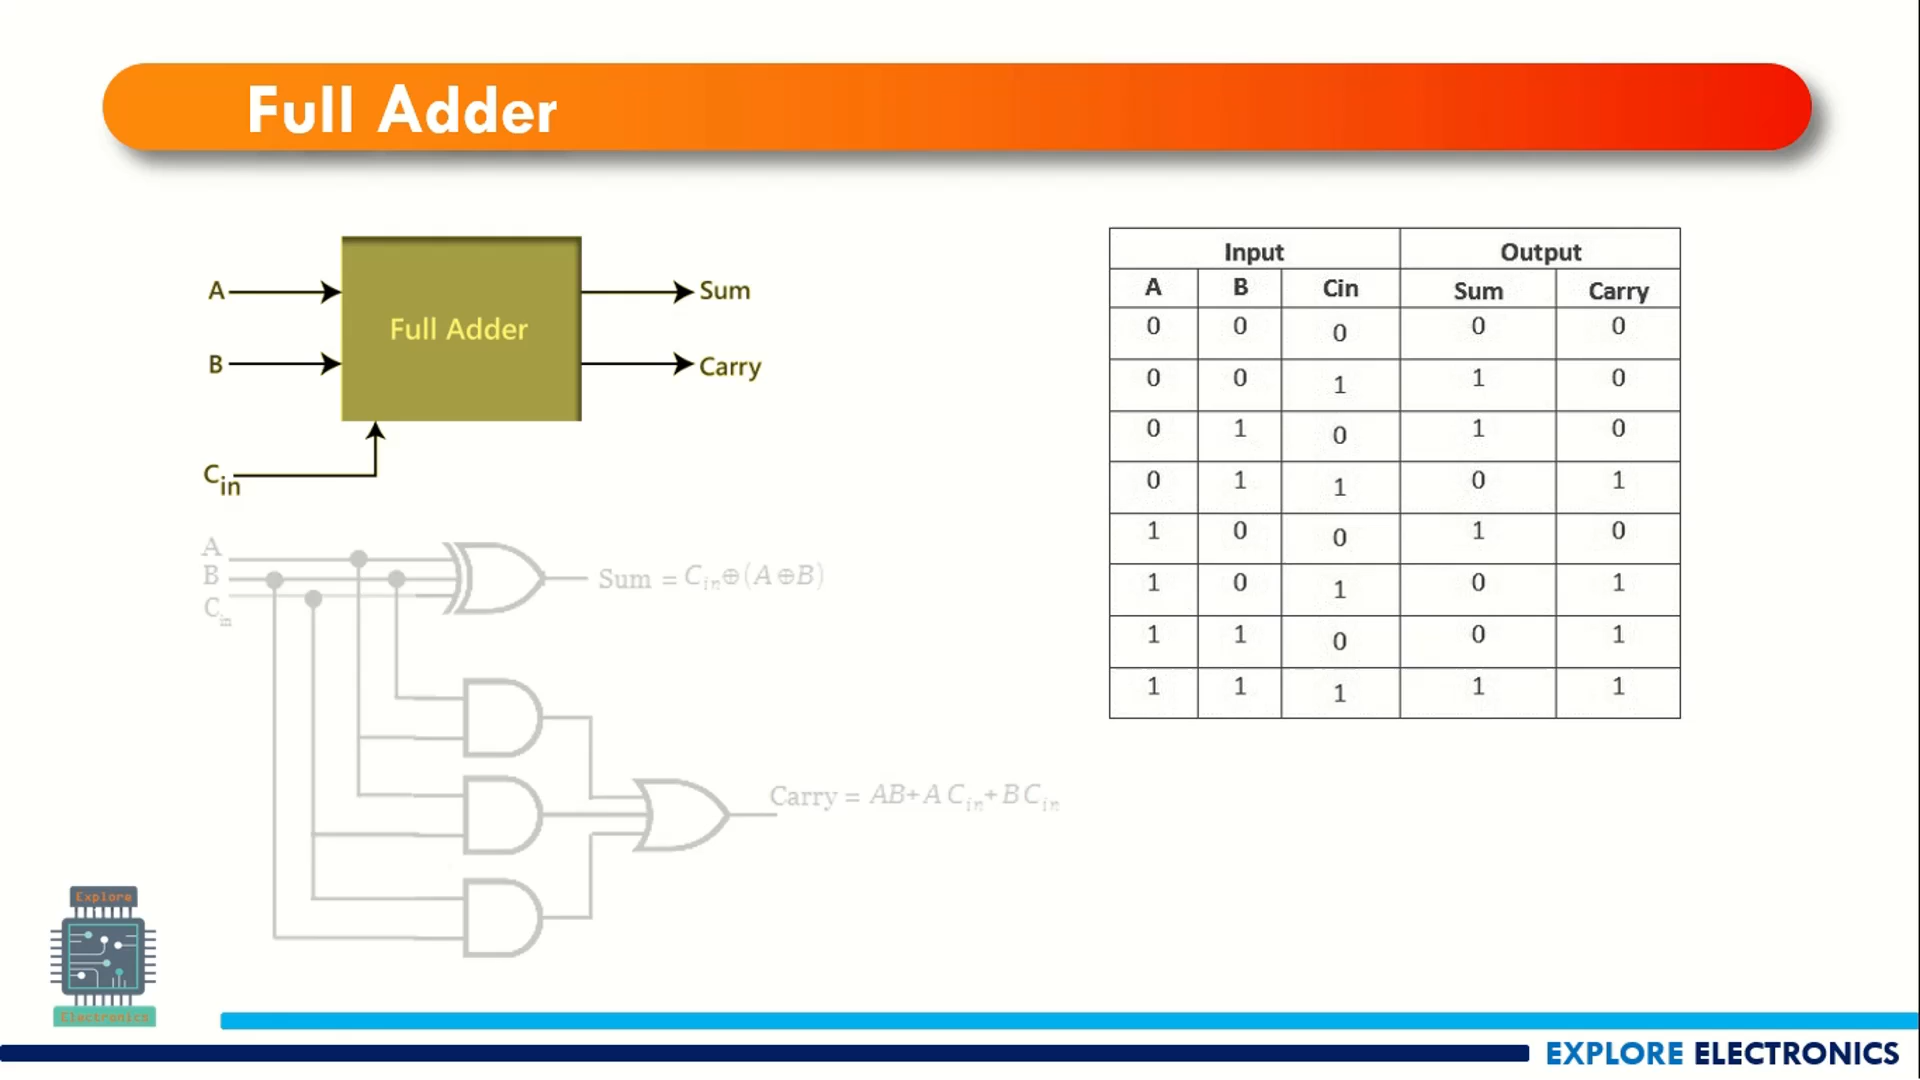 Full Adder
A
B
C_in
Full Adder
Sum
Carry
Input Output
A B Cin Sum Carry
0 0 0 0 0
0 0 1 1 0
0 1 0 1 0
0 1 1 0 1
1 0 0 1 0
1 0 1 0 1
1 1 0 0 1
1 1 1 1 1
A
B
C_in
Sum = C_in⊕(A⊕B)
Carry = AB+A C_in+B C_in
Explore
Electronics
EXPLORE ELECTRONICS